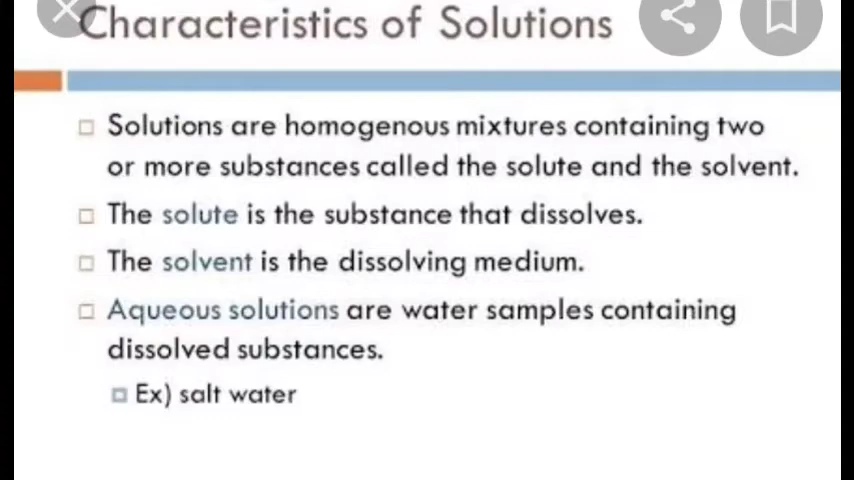 Characteristics of Solutions
Solutions are homogenous mixtures containing two
or more substances called the solute and the solvent.
The solute is the substance that dissolves.
The solvent is the dissolving medium.
Aqueous solutions are water samples containing
dissolved substances.
Ex) salt water